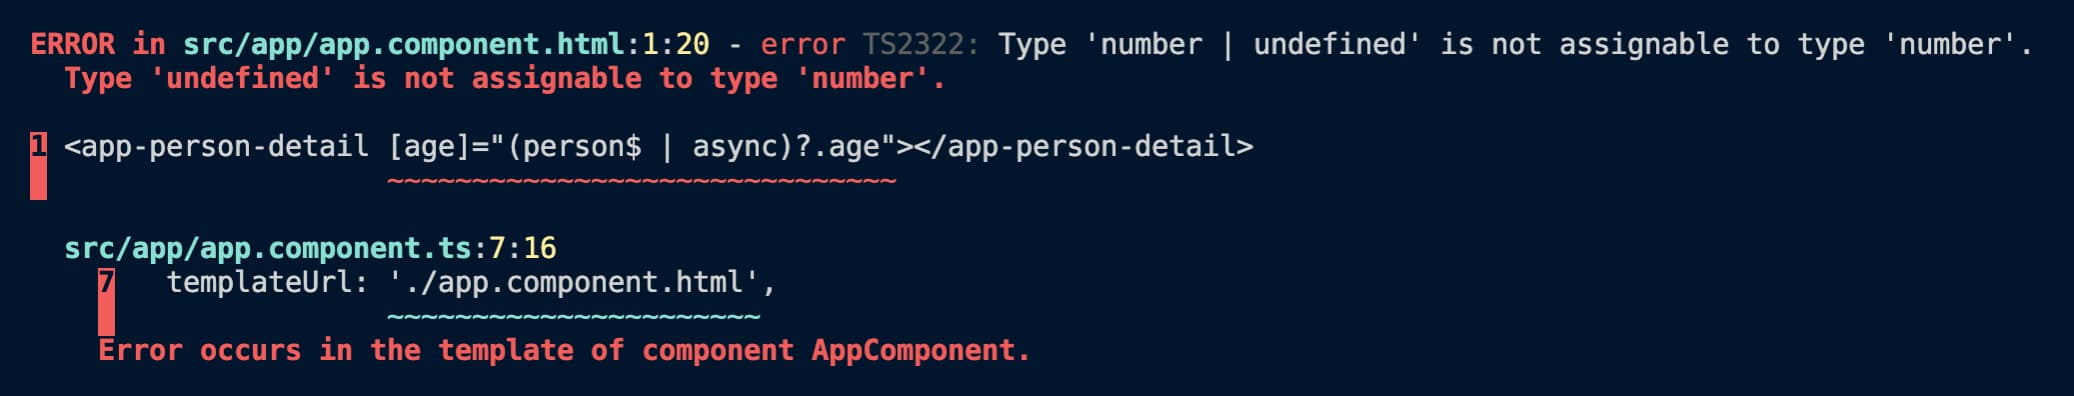 ERROR in src/app/app.component.html:1:20 - error TS2322: Type 'number | undefined' is not assignable to type 'number'.
Type 'undefined' is not assignable to type 'number'.
1 <app-person-detail [age]="(person$ | async)?.age"></app-person-detail>
~~~~~~~~~~~~~~~~~~~~~~~~~~~~~~
src/app/app.component.ts:7:16
7 templateUrl: './app.component.html',
~~~~~~~~~~~~~~~~~~~~~~
Error occurs in the template of component AppComponent.